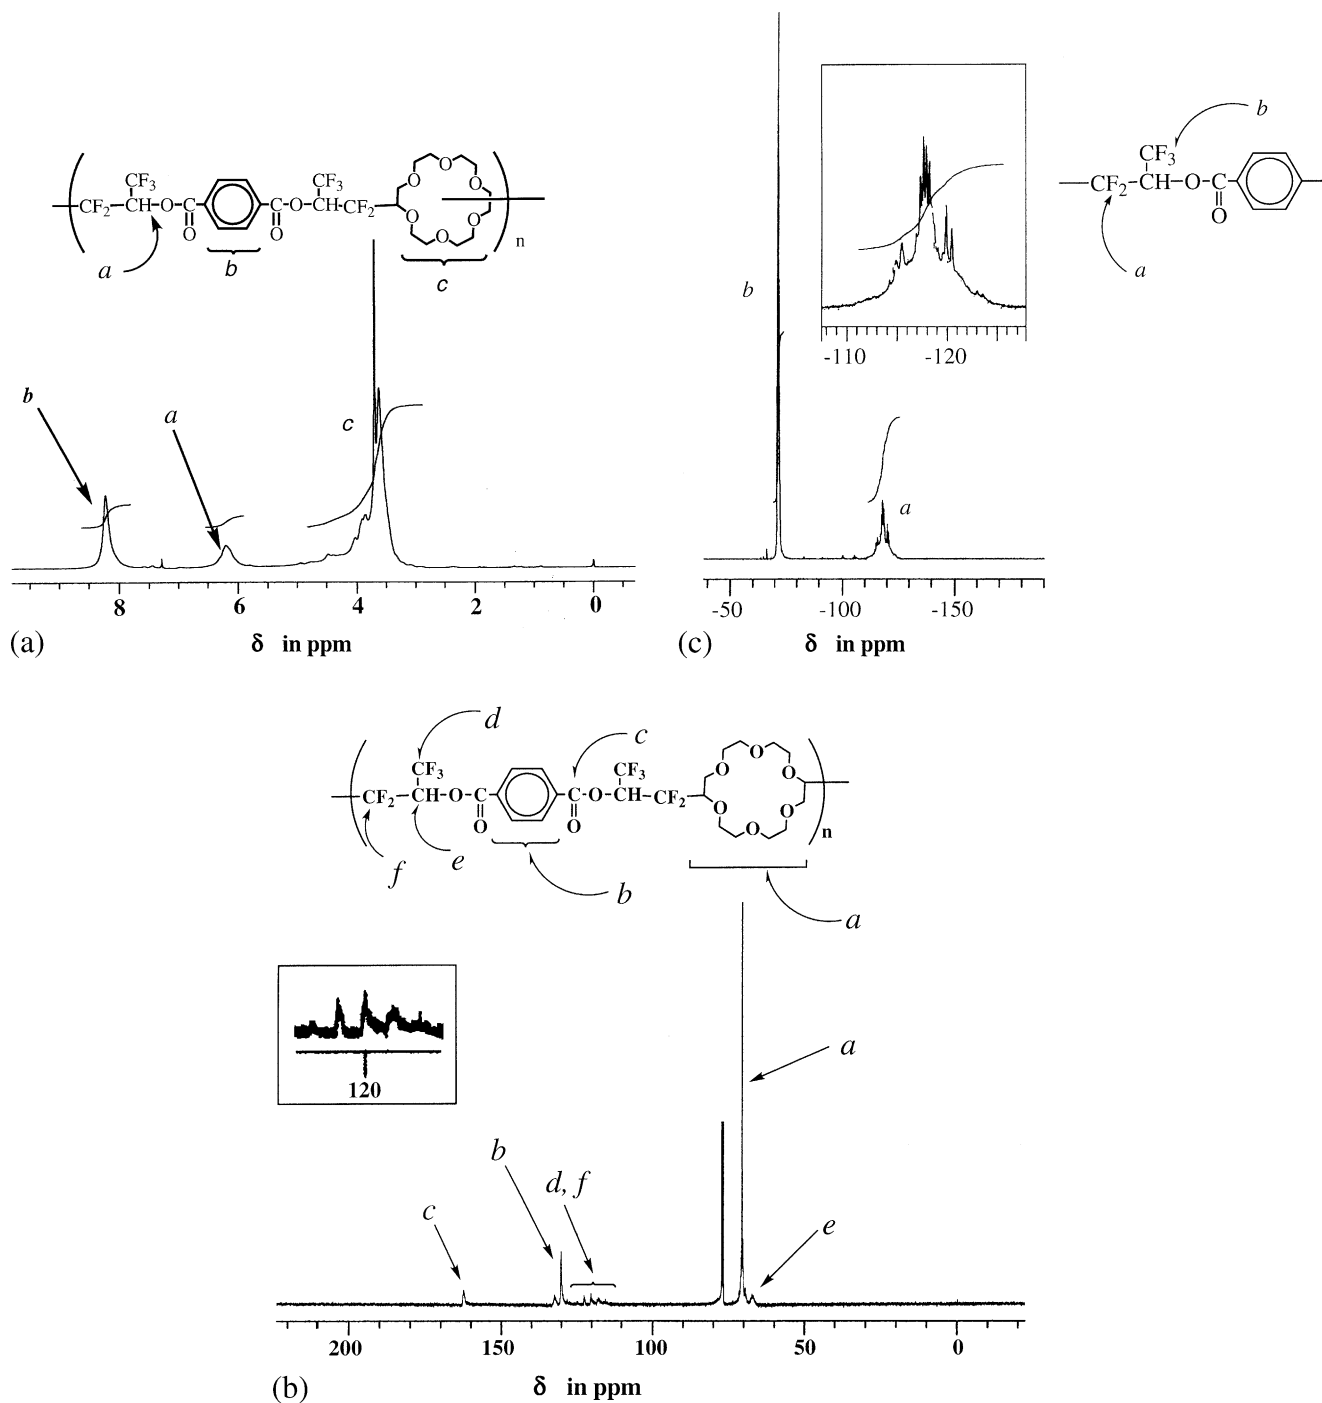 CF3
CF3
CF2-CH-O-C
C-O-CH-CF2
O
O
O
O
O
O
O
O
n
a
b
c
b
a
c
8
6
4
2
0
(a)
δ in ppm
b
-110
-120
a
-50
-100
-150
(c)
δ in ppm
b
CF3
CF2-CH-O-C
O
a
d
c
CF3
CF3
CF2-CH-O-C
C-O-CH-CF2
O
O
O
O
O
O
O
O
n
f
e
b
a
120
a
b
d, f
c
e
200
150
100
50
0
(b)
δ in ppm